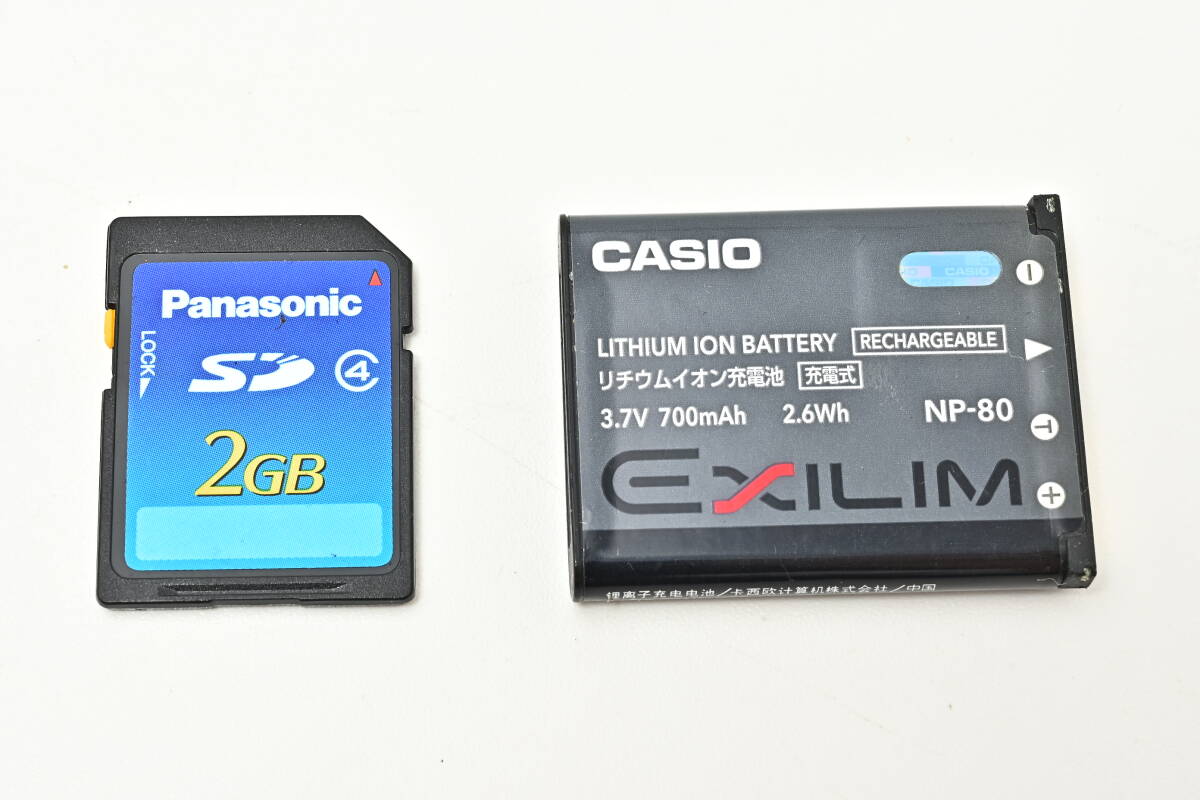 Panasonic
LOCK
SD
4
2GB
CASIO
CASIO
LITHIUM ION BATTERY RECHARGEABLE
リチウムイオン充電池 充電式
3.7V 700mAh 2.6Wh NP-80
T
EXILIM
锂离子充电电池/卡西欧计算机株式会社/中国